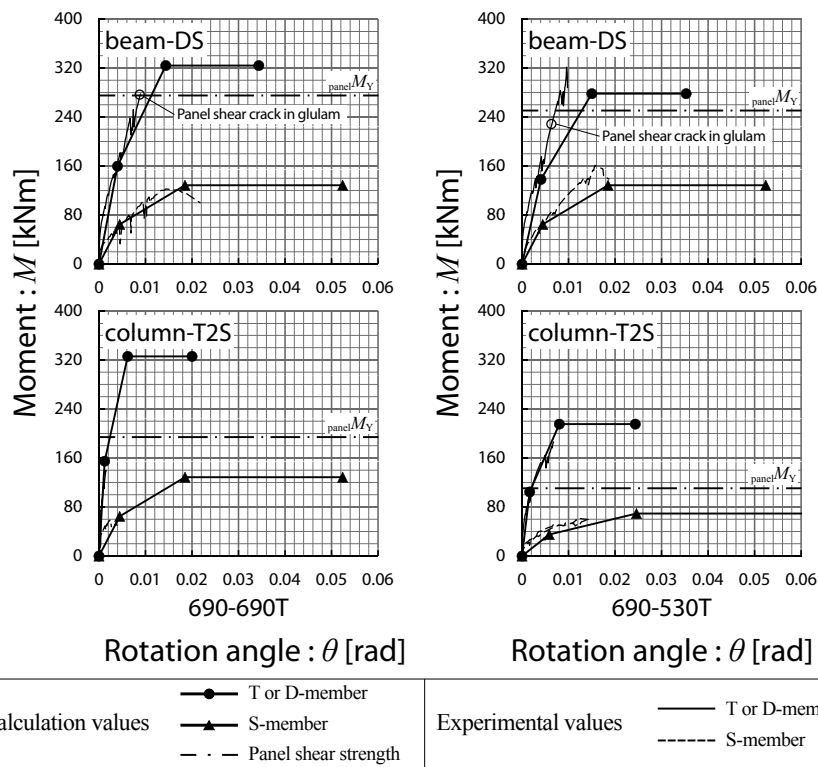 400
320
240
160
80
0
beam-DS
panelMY
Panel shear crack in glulam
0 0.01 0.02 0.03 0.04 0.05 0.06
400
320
240
160
80
0
beam-DS
panelMY
Panel shear crack in glulam
0 0.01 0.02 0.03 0.04 0.05 0.06
Moment : M [kNm]
Moment : M [kNm]
400
320
240
160
80
0
column-T2S
panelMY
0 0.01 0.02 0.03 0.04 0.05 0.06
690-690T
400
320
240
160
80
0
column-T2S
panelMY
0 0.01 0.02 0.03 0.04 0.05 0.06
690-530T
Rotation angle : θ [rad]
Rotation angle : θ [rad]
alculation values
T or D-member
S-member
Panel shear strength
Experimental values
T or D-mem
S-member